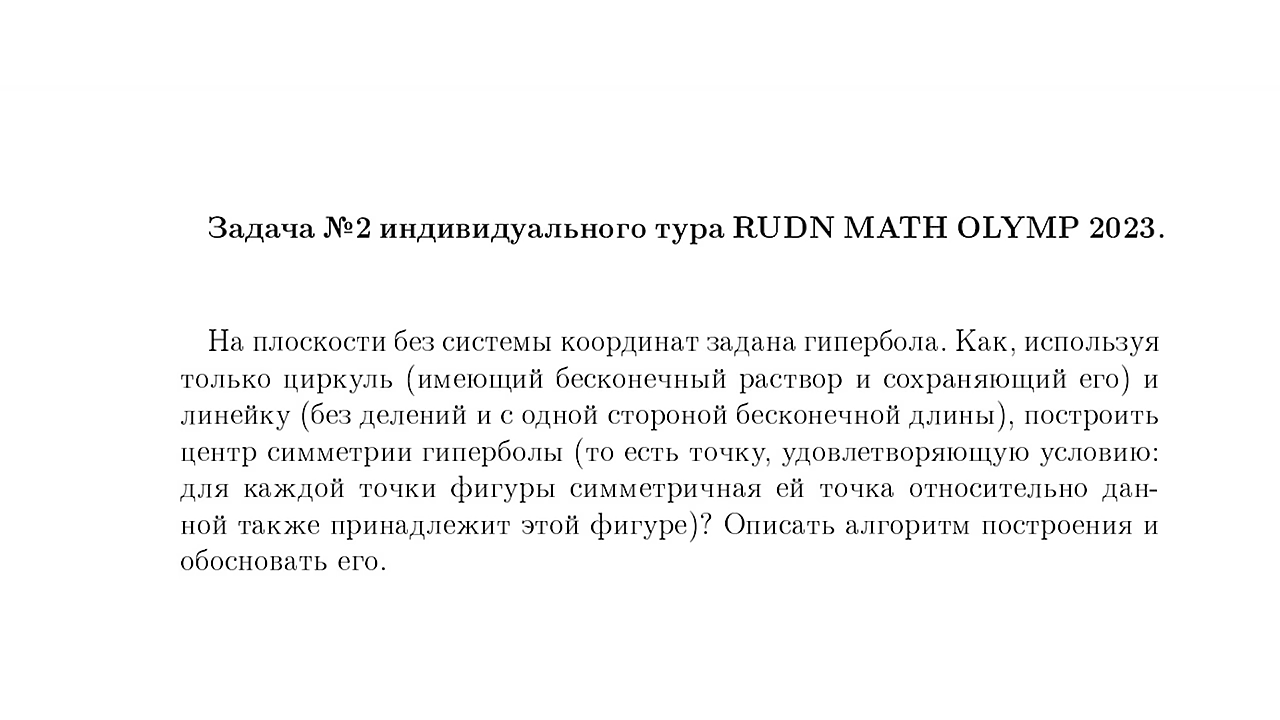 Задача №2 индивидуального тура RUDN MATH OLYMP 2023.
На плоскости без системы координат задана гипербола. Как, используя
только циркуль (имеющий бесконечный раствор и сохраняющий его) и
линейку (без делений и с одной стороной бесконечной длины), построить
центр симметрии гиперболы (то есть точку, удовлетворяющую условию:
для каждой точки фигуры симметричная ей точка относительно дан-
ной также принадлежит этой фигуре)? Описать алгоритм построения и
обосновать его.